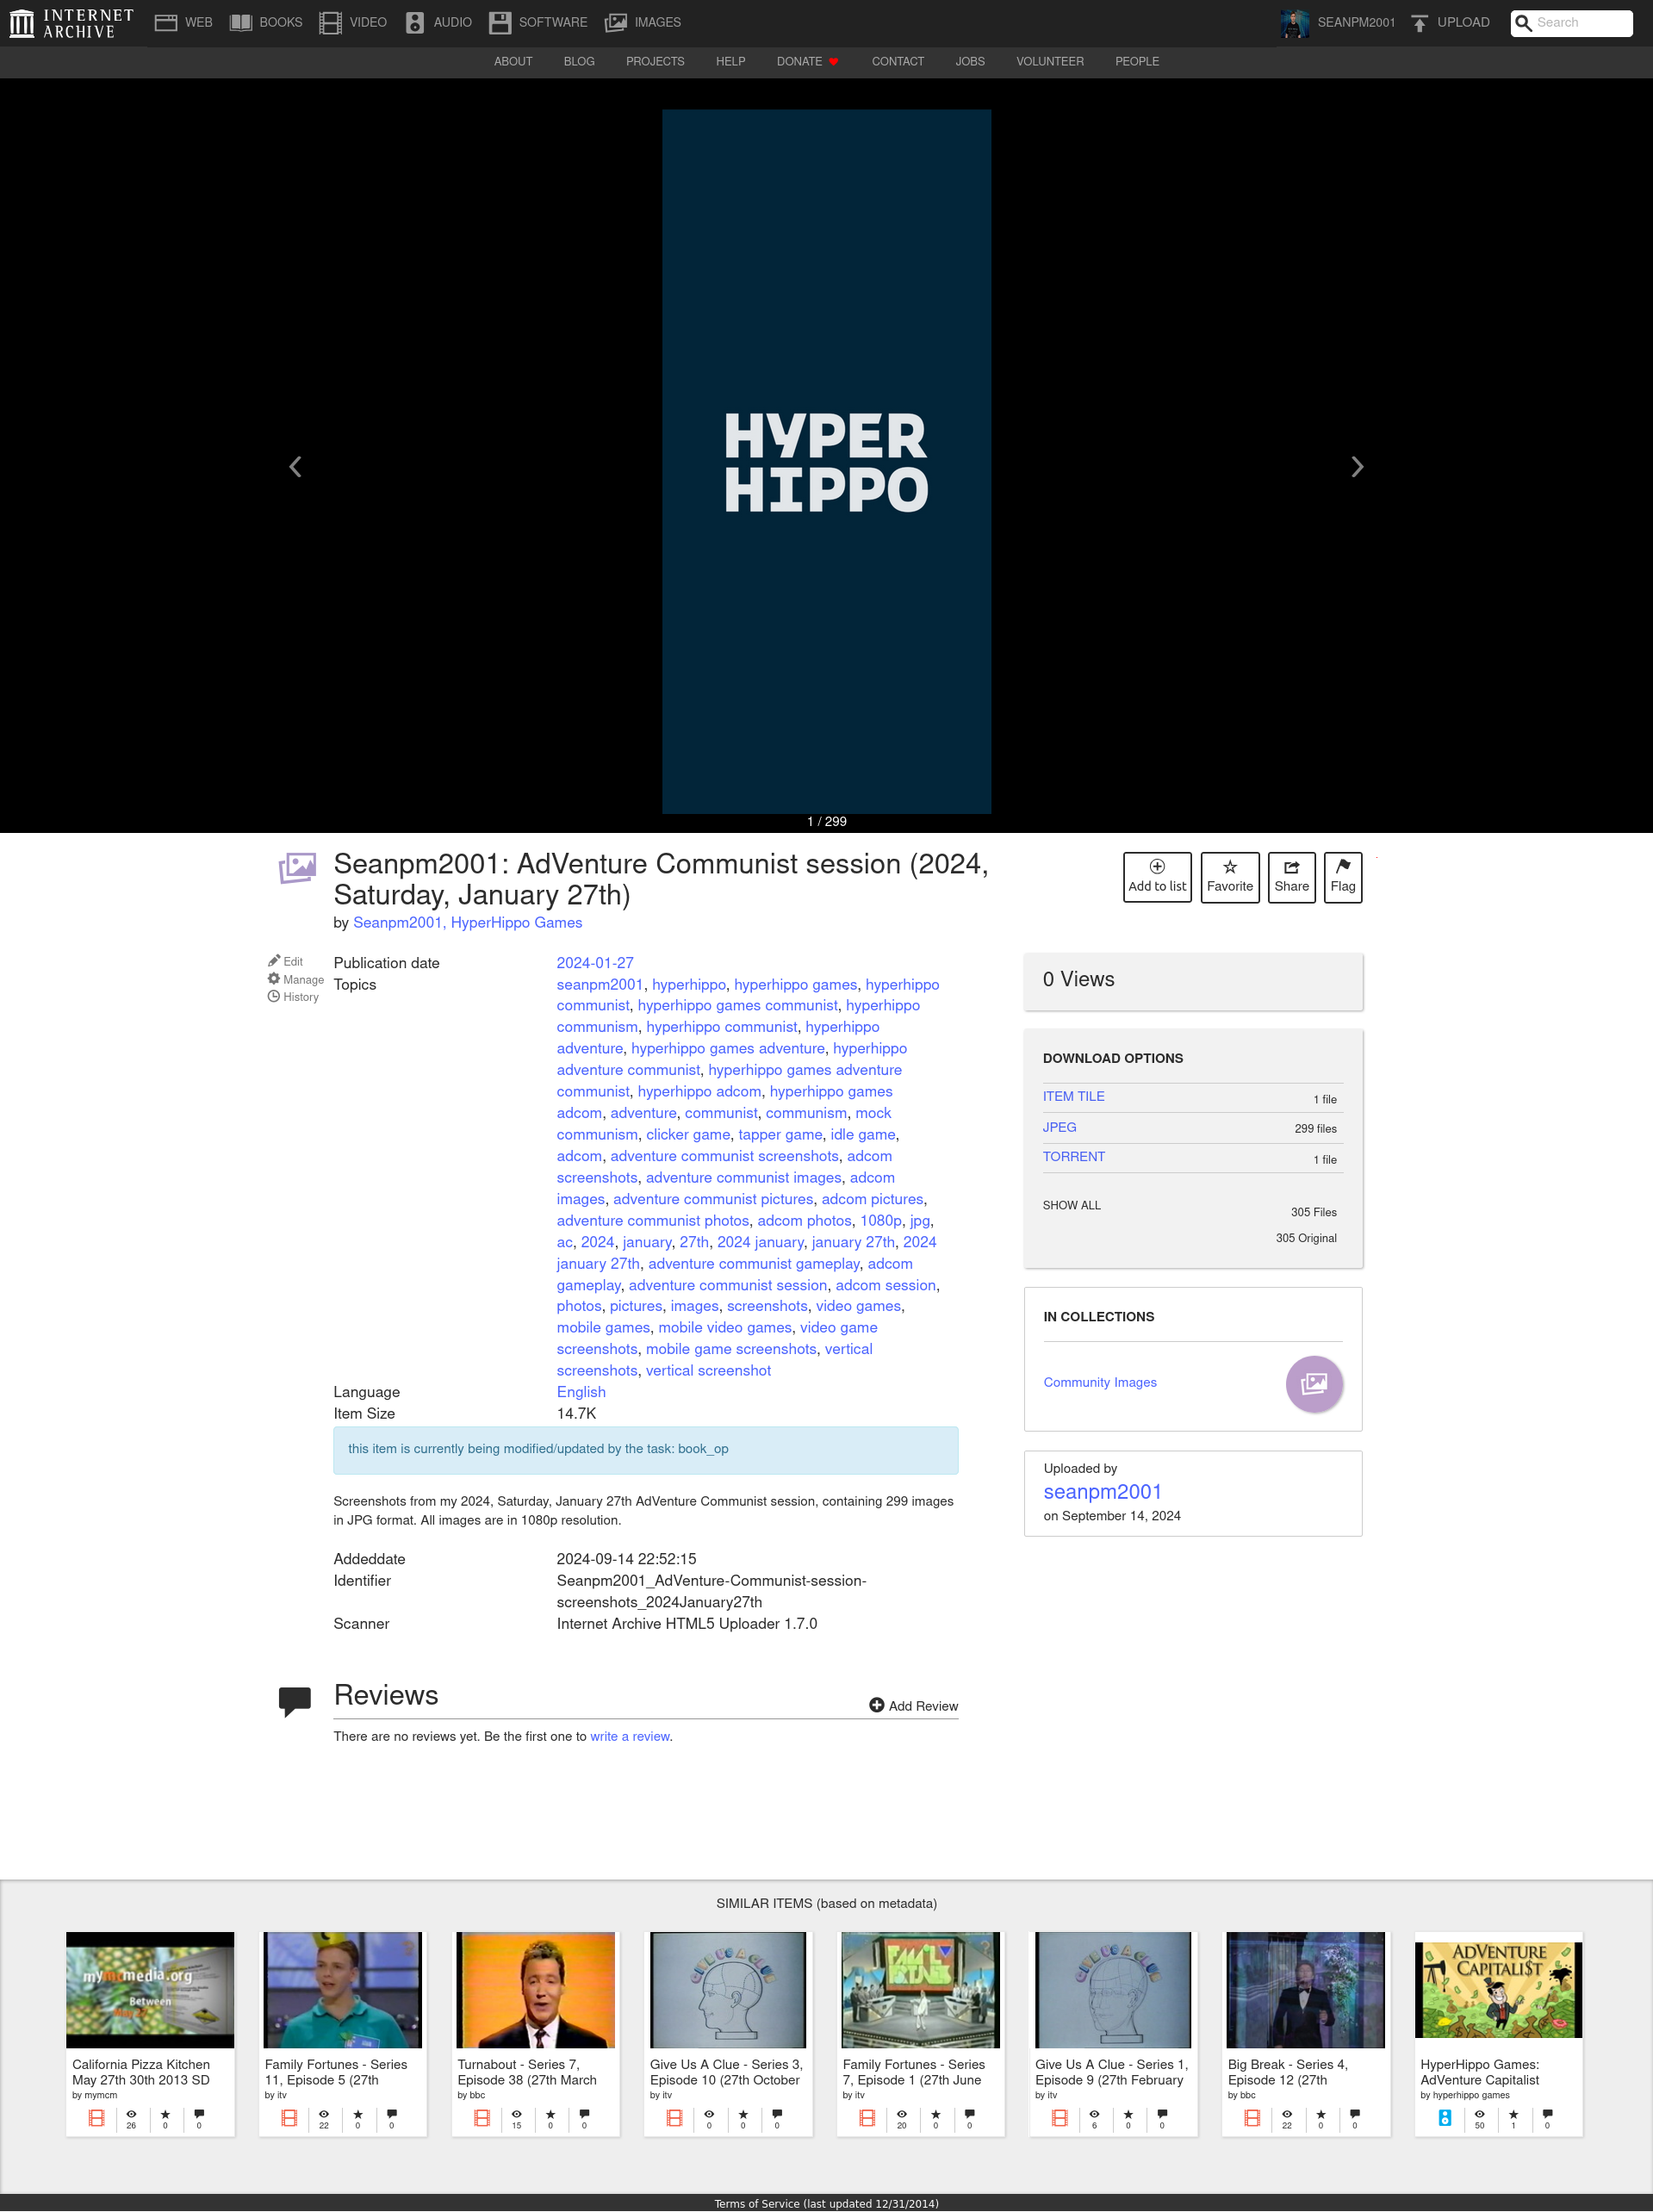 INTERNET ARCHIVE
WEB BOOKS VIDEO AUDIO SOFTWARE IMAGES SEANPM2001 UPLOAD Search
ABOUT BLOG PROJECTS HELP DONATE CONTACT JOBS VOLUNTEER PEOPLE
HYPER
HIPPO
1 / 299
Seanpm2001: AdVenture Communist session (2024,
Saturday, January 27th)
by Seanpm2001, HyperHippo Games
Add to list Favorite Share Flag
Edit
Manage
History
Publication date 2024-01-27
Topics seanpm2001, hyperhippo, hyperhippo games, hyperhippo
communist, hyperhippo games communist, hyperhippo
communism, hyperhippo communist, hyperhippo
adventure, hyperhippo games adventure, hyperhippo
adventure communist, hyperhippo games adventure
communist, hyperhippo adcom, hyperhippo games
adcom, adventure, communist, communism, mock
communism, clicker game, tapper game, idle game,
adcom, adventure communist screenshots, adcom
screenshots, adventure communist images, adcom
images, adventure communist pictures, adcom pictures,
adventure communist photos, adcom photos, 1080p, jpg,
ac, 2024, january, 27th, 2024 january, january 27th, 2024
january 27th, adventure communist gameplay, adcom
gameplay, adventure communist session, adcom session,
photos, pictures, images, screenshots, video games,
mobile games, mobile video games, video game
screenshots, mobile game screenshots, vertical
screenshots, vertical screenshot
Language English
Item Size 14.7K
this item is currently being modified/updated by the task: book_op
Screenshots from my 2024, Saturday, January 27th AdVenture Communist session, containing 299 images
in JPG format. All images are in 1080p resolution.
Addeddate 2024-09-14 22:52:15
Identifier Seanpm2001_AdVenture-Communist-session-
screenshots_2024January27th
Scanner Internet Archive HTML5 Uploader 1.7.0
0 Views
DOWNLOAD OPTIONS
ITEM TILE 1 file
JPEG 299 files
TORRENT 1 file
SHOW ALL 305 Files
305 Original
IN COLLECTIONS
Community Images
Uploaded by
seanpm2001
on September 14, 2024
Reviews
Add Review
There are no reviews yet. Be the first one to write a review.
SIMILAR ITEMS (based on metadata)
mymcmedia.org
Between
California Pizza Kitchen
May 27th 30th 2013 SD
by mymcm
26 0 0
Family Fortunes - Series
11, Episode 5 (27th
by itv
22 0 0
Turnabout - Series 7,
Episode 38 (27th March
by bbc
15 0 0
GIVE US A CLUE
Give Us A Clue - Series 3,
Episode 10 (27th October
by itv
0 0 0
Family Fortunes - Series
7, Episode 1 (27th June
by itv
20 0 0
GIVE US A CLUE
Give Us A Clue - Series 1,
Episode 9 (27th February
by itv
6 0 0
Big Break - Series 4,
Episode 12 (27th
by bbc
22 0 0
ADVENTURE
CAPITALI$T
HyperHippo Games:
AdVenture Capitalist
by hyperhippo games
50 1 0
Terms of Service (last updated 12/31/2014)